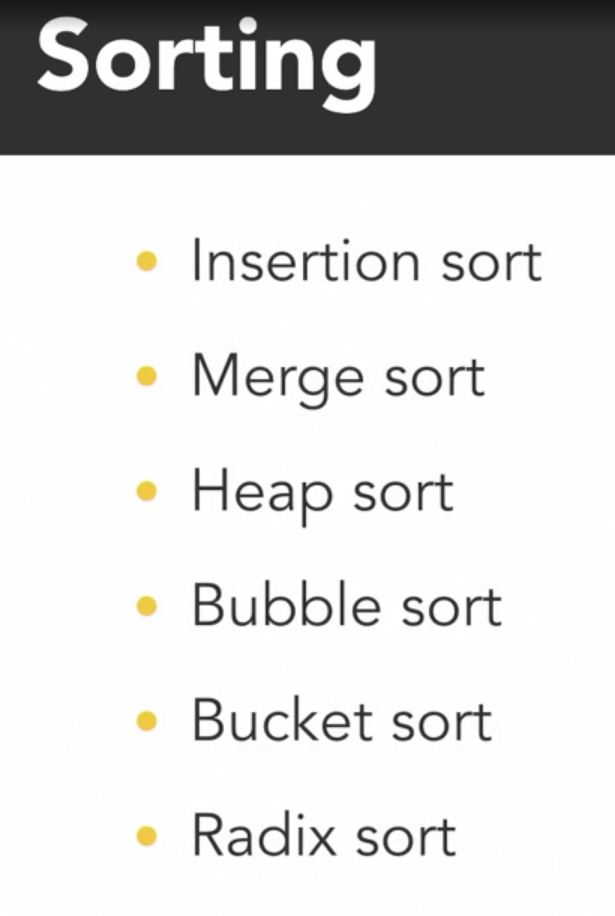 Sorting
• Insertion sort
• Merge sort
• Heap sort
• Bubble sort
• Bucket sort
• Radix sort